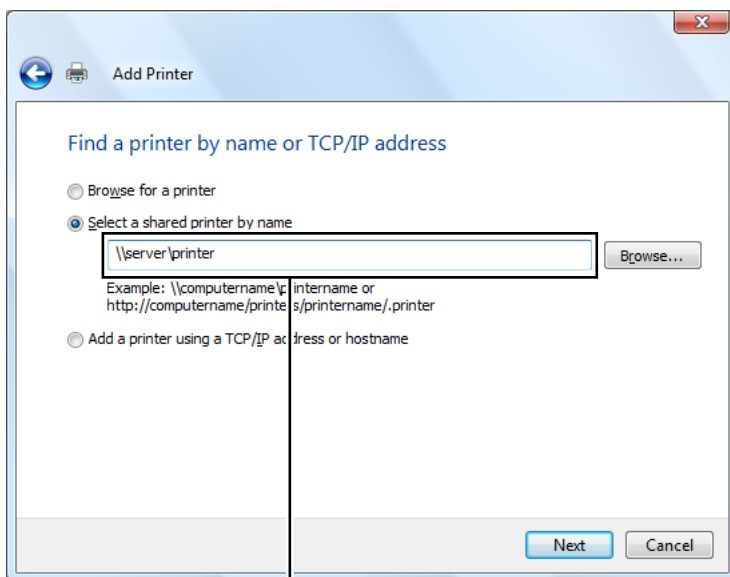 Add Printer
Find a printer by name or TCP/IP address
Browse for a printer
Select a shared printer by name
\\server\printer
Browse...
Example: \\computername\printername or
http://computername/printers/printername/.printer
Add a printer using a TCP/IP address or hostname
Next
Cancel